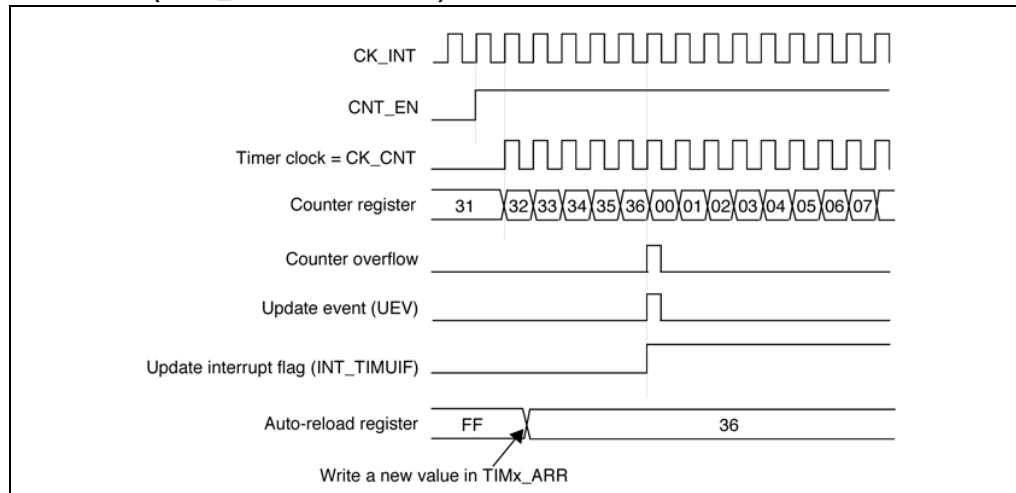 CK_INT
CNT_EN
Timer clock = CK_CNT
Counter register 31 32 33 34 35 36 00 01 02 03 04 05 06 07
Counter overflow
Update event (UEV)
Update interrupt flag (INT_TIMUIF)
Auto-reload register FF 36
Write a new value in TIMx_ARR